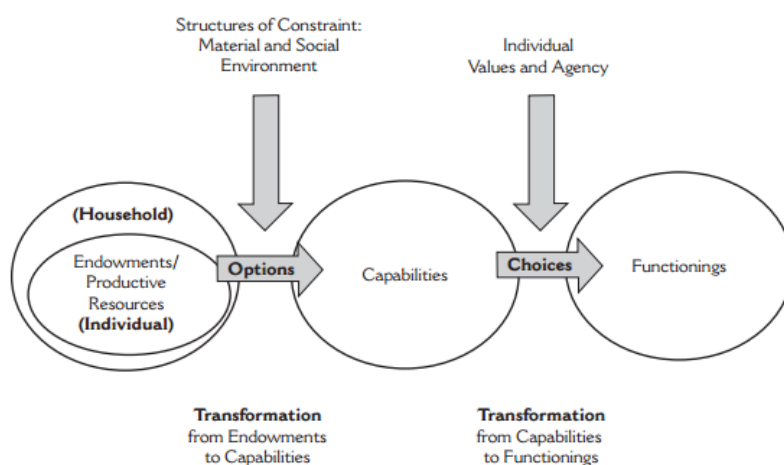 Structures of Constraint:
Material and Social
Environment
Individual
Values and Agency
(Household)
Endowments/
Productive
Resources
(Individual)
Options
Capabilities
Choices
Functionings
Transformation
from Endowments
to Capabilities
Transformation
from Capabilities
to Functionings